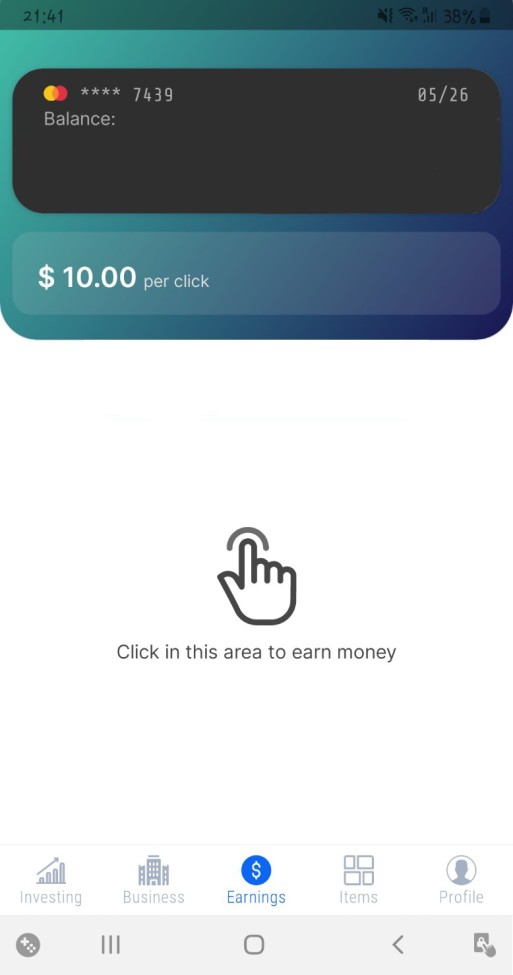 21:41 38%
**** 7439 05/26
Balance:
$ 10.00 per click
Click in this area to earn money
Investing Business Earnings Items Profile